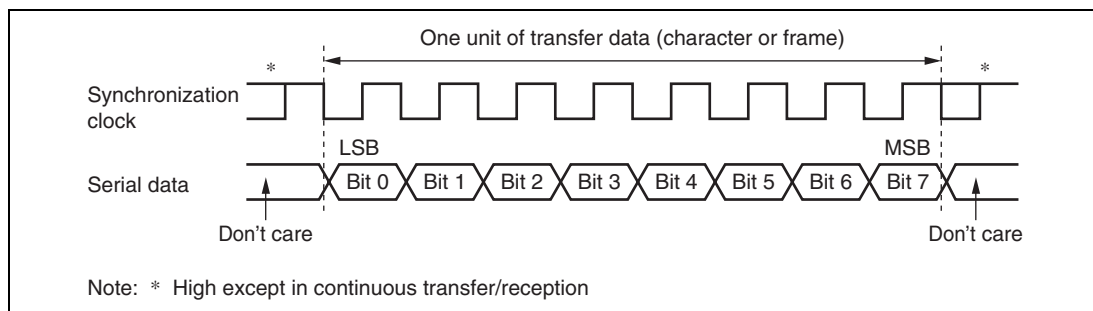 One unit of transfer data (character or frame)
* *
Synchronization
clock
LSB MSB
Serial data Bit 0 Bit 1 Bit 2 Bit 3 Bit 4 Bit 5 Bit 6 Bit 7
Don't care Don't care
Note: * High except in continuous transfer/reception